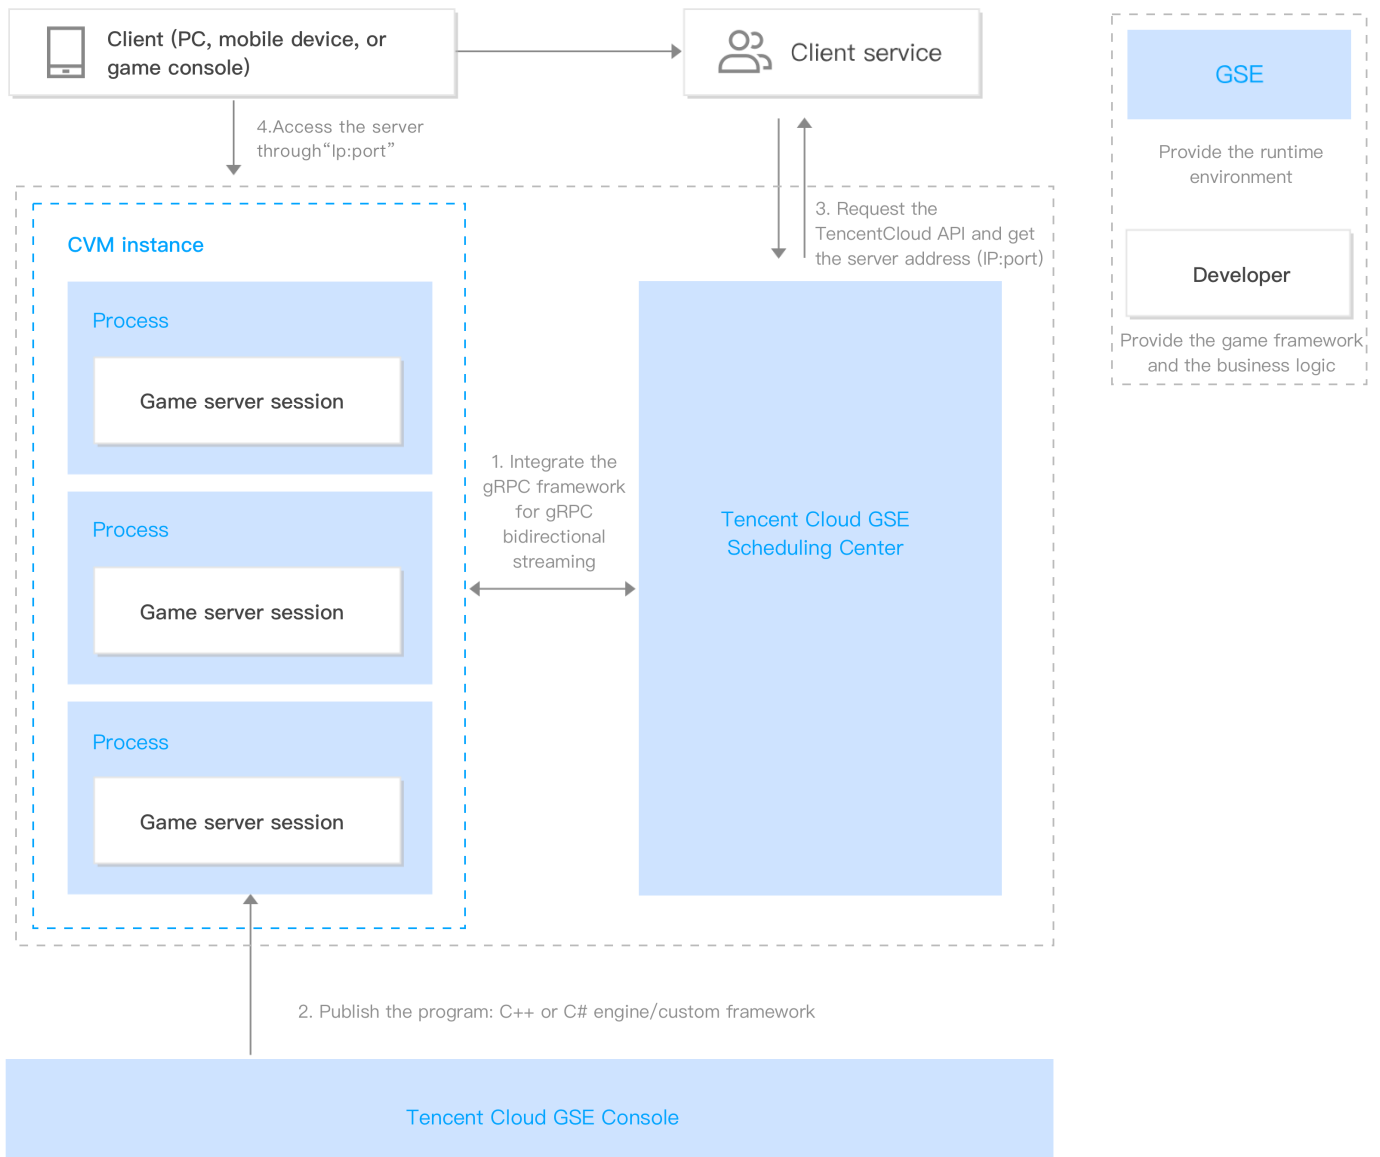 Client (PC, mobile device, or
game console)
Client service
4.Access the server
through“Ip:port”
3. Request the
TencentCloud API and get
the server address (IP:port)
CVM instance
Process
Game server session
Process
Game server session
Process
Game server session
1. Integrate the
gRPC framework
for gRPC
bidirectional
streaming
Tencent Cloud GSE
Scheduling Center
2. Publish the program: C++ or C# engine/custom framework
Tencent Cloud GSE Console
GSE
Provide the runtime
environment
Developer
Provide the game framework
and the business logic